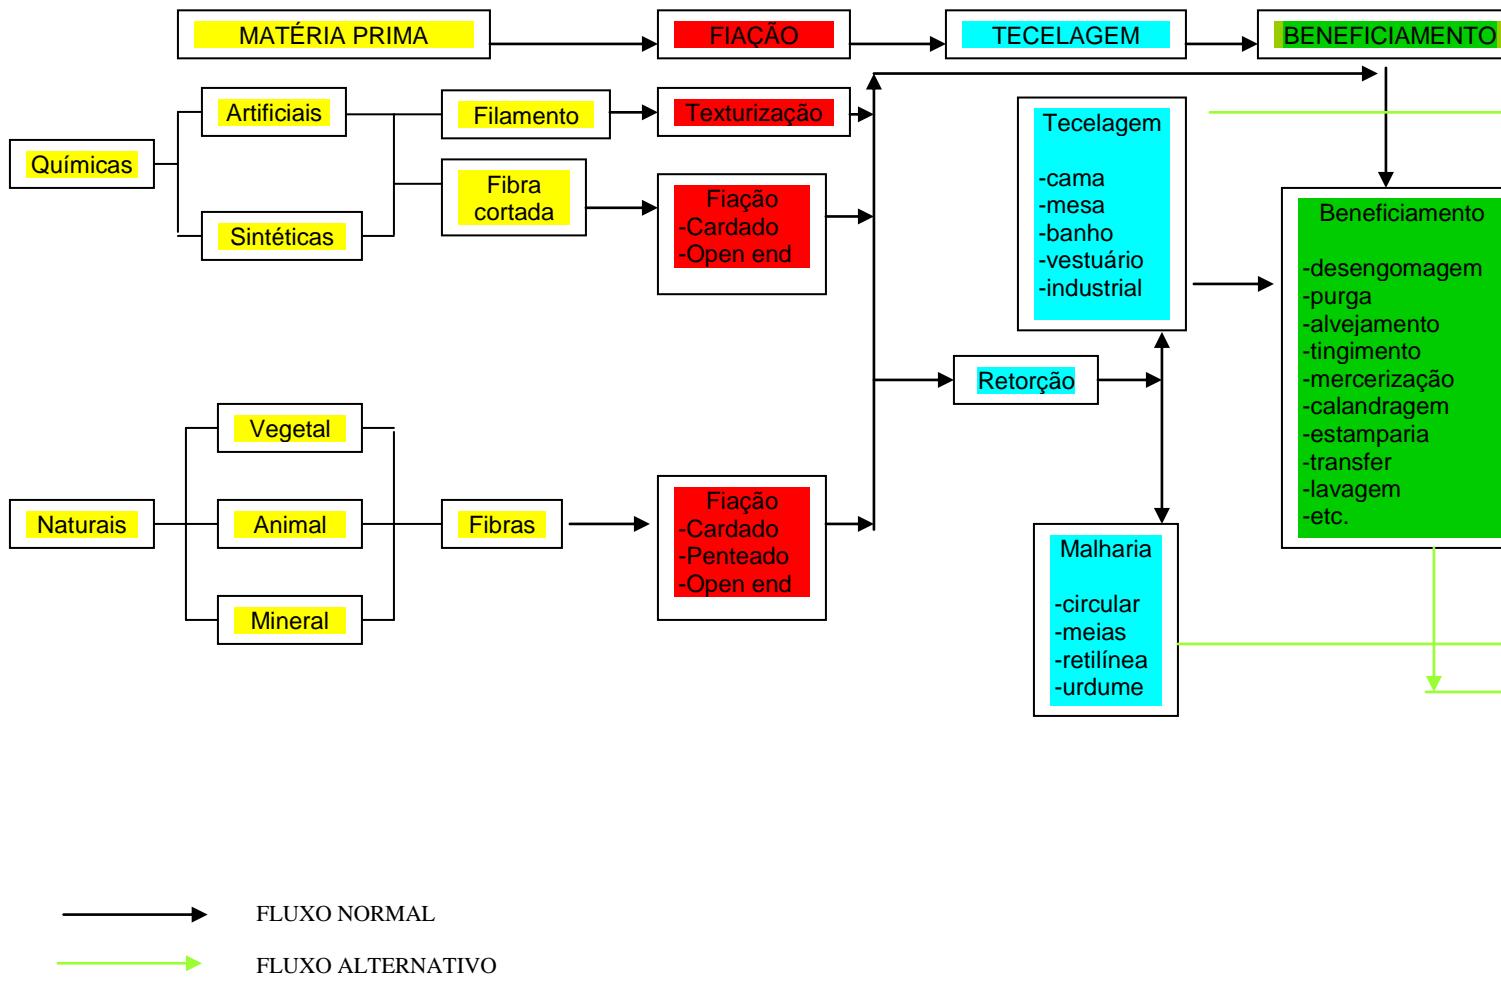 MATÉRIA PRIMA
FIAÇÃO
TECELAGEM
BENEFICIAMENTO
Químicas
Artificiais
Sintéticas
Filamento
Fibra
cortada
Texturização
Fiação
-Cardado
-Open end
Tecelagem
-cama
-mesa
-banho
-vestuário
-industrial
Beneficiamento
-desengomagem
-purga
-alvejamento
-tingimento
-mercerização
-calandragem
-estamparia
-transfer
-lavagem
-etc.
Retorção
Naturais
Vegetal
Animal
Mineral
Fibras
Fiação
-Cardado
-Penteado
-Open end
Malharia
-circular
-meias
-retilínea
-urdume
FLUXO NORMAL
FLUXO ALTERNATIVO